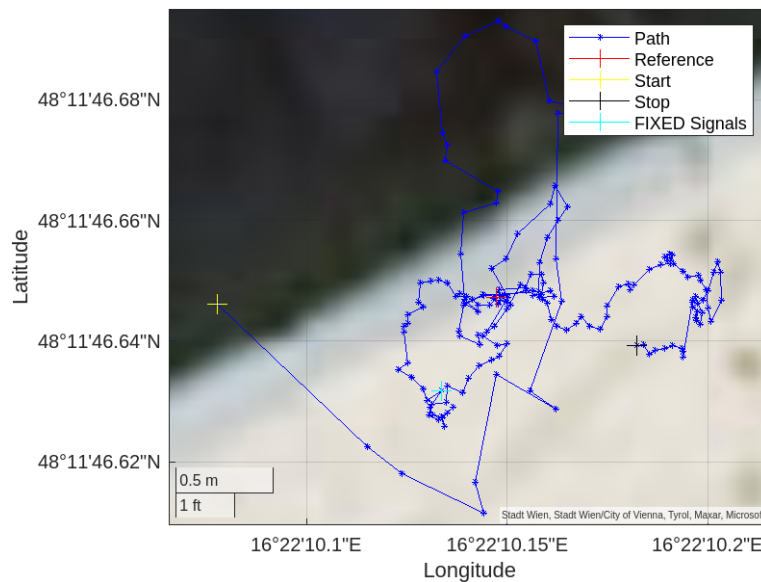 Path
Reference
Start
Stop
FIXED Signals
48°11'46.68"N
48°11'46.66"N
48°11'46.64"N
48°11'46.62"N
Latitude
0.5 m
1 ft
Stadt Wien, Stadt Wien/City of Vienna, Tyrol, Maxar, Microsoft
16°22'10.1"E
16°22'10.15"E
16°22'10.2"E
Longitude